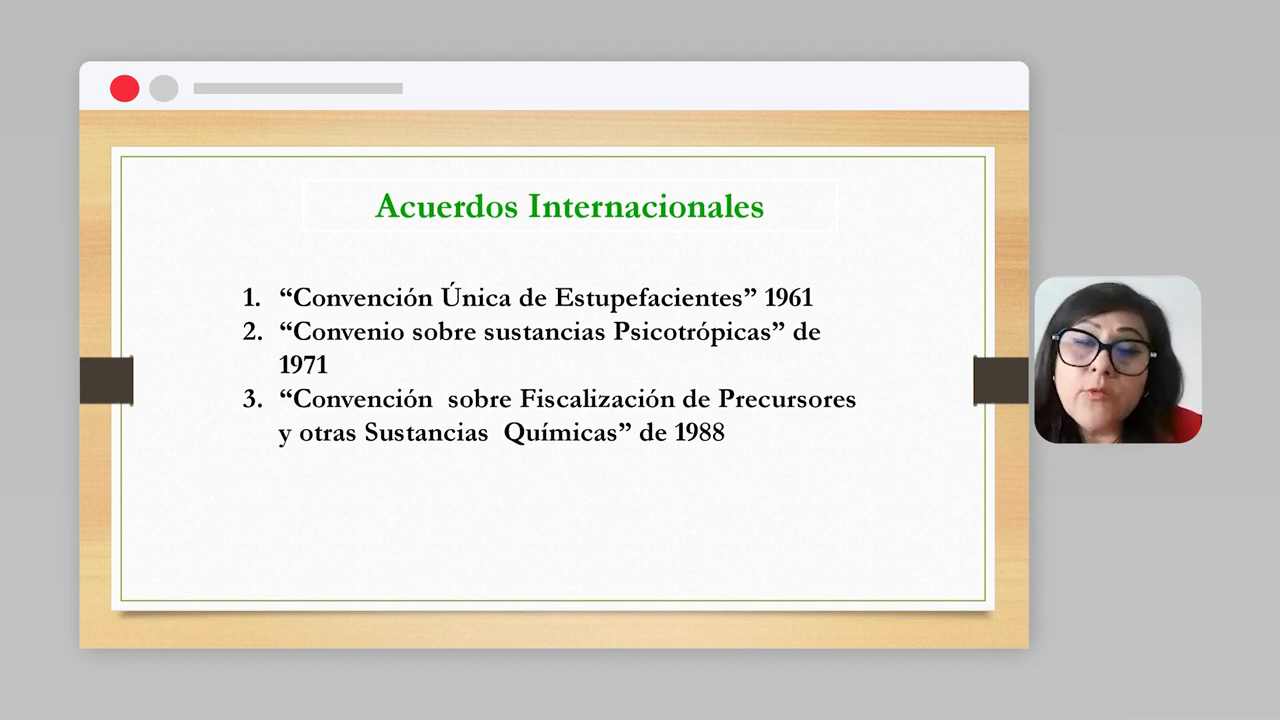 Acuerdos Internacionales
1. “Convención Única de Estupefacientes” 1961
2. “Convenio sobre sustancias Psicotrópicas” de
1971
3. “Convención sobre Fiscalización de Precursores
y otras Sustancias Químicas” de 1988